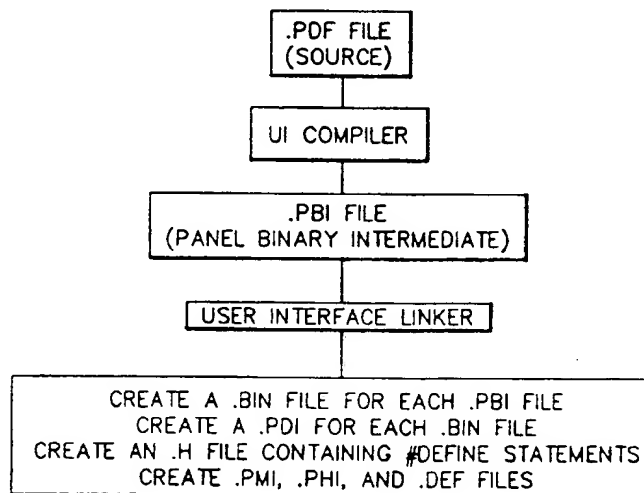 .PDF FILE
(SOURCE)
UI COMPILER
.PBI FILE
(PANEL BINARY INTERMEDIATE)
USER INTERFACE LINKER
CREATE A .BIN FILE FOR EACH .PBI FILE
CREATE A .PDI FOR EACH .BIN FILE
CREATE AN .H FILE CONTAINING #DEFINE STATEMENTS
CREATE .PMI, .PHI, AND .DEF FILES